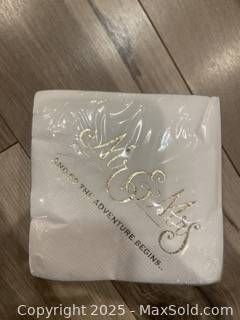 Mr & Mrs
AND SO THE ADVENTURE BEGINS...
Copyright 2025 - MaxSold.com